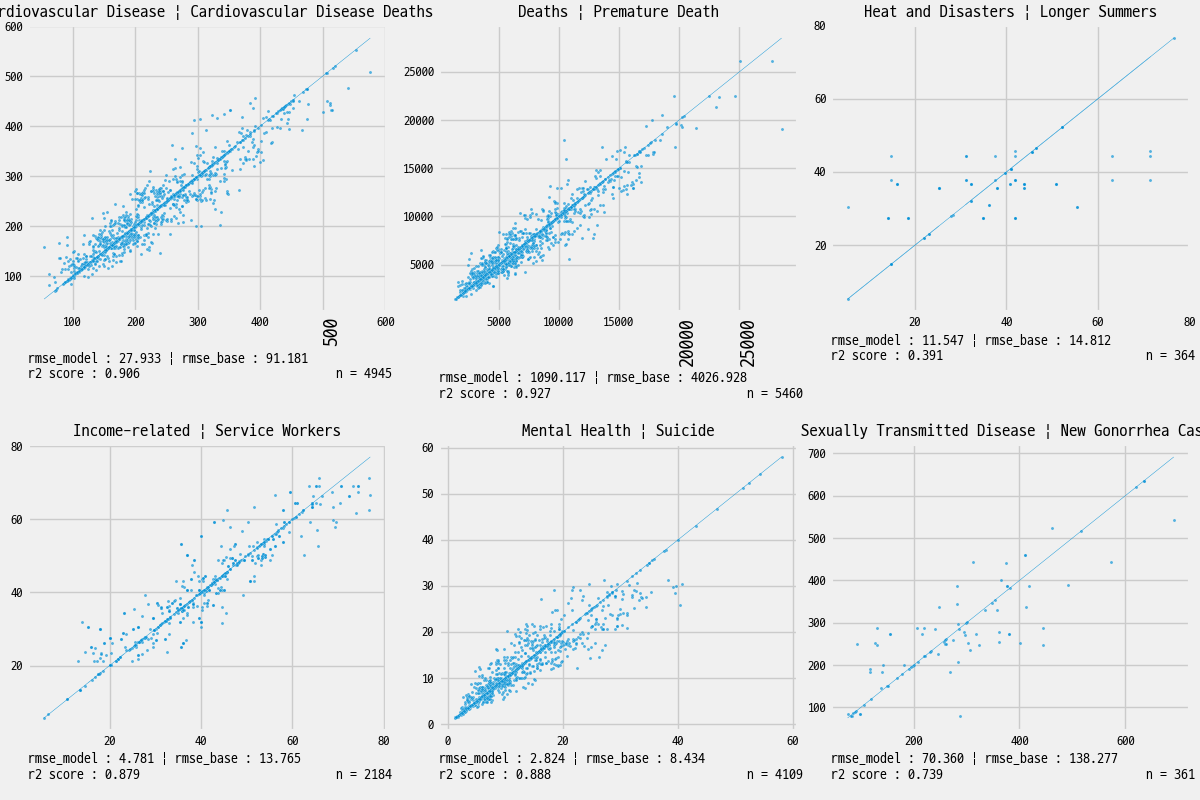 rdiovascular Disease ¦ Cardiovascular Disease Deaths
600
500
400
300
200
100
100
200
300
400
500
600
rmse_model : 27.933 ¦ rmse_base : 91.181
r2 score : 0.906
n = 4945
Deaths ¦ Premature Death
25000
20000
15000
10000
5000
5000
10000
15000
20000
25000
rmse_model : 1090.117 ¦ rmse_base : 4026.928
r2 score : 0.927
n = 5460
Heat and Disasters ¦ Longer Summers
80
60
40
20
20
40
60
80
rmse_model : 11.547 ¦ rmse_base : 14.812
r2 score : 0.391
n = 364
Income-related ¦ Service Workers
80
60
40
20
20
40
60
80
rmse_model : 4.781 ¦ rmse_base : 13.765
r2 score : 0.879
n = 2184
Mental Health ¦ Suicide
60
50
40
30
20
10
0
0
20
40
60
rmse_model : 2.824 ¦ rmse_base : 8.434
r2 score : 0.888
n = 4109
Sexually Transmitted Disease ¦ New Gonorrhea Cas
700
600
500
400
300
200
100
200
400
600
rmse_model : 70.360 ¦ rmse_base : 138.277
r2 score : 0.739
n = 361